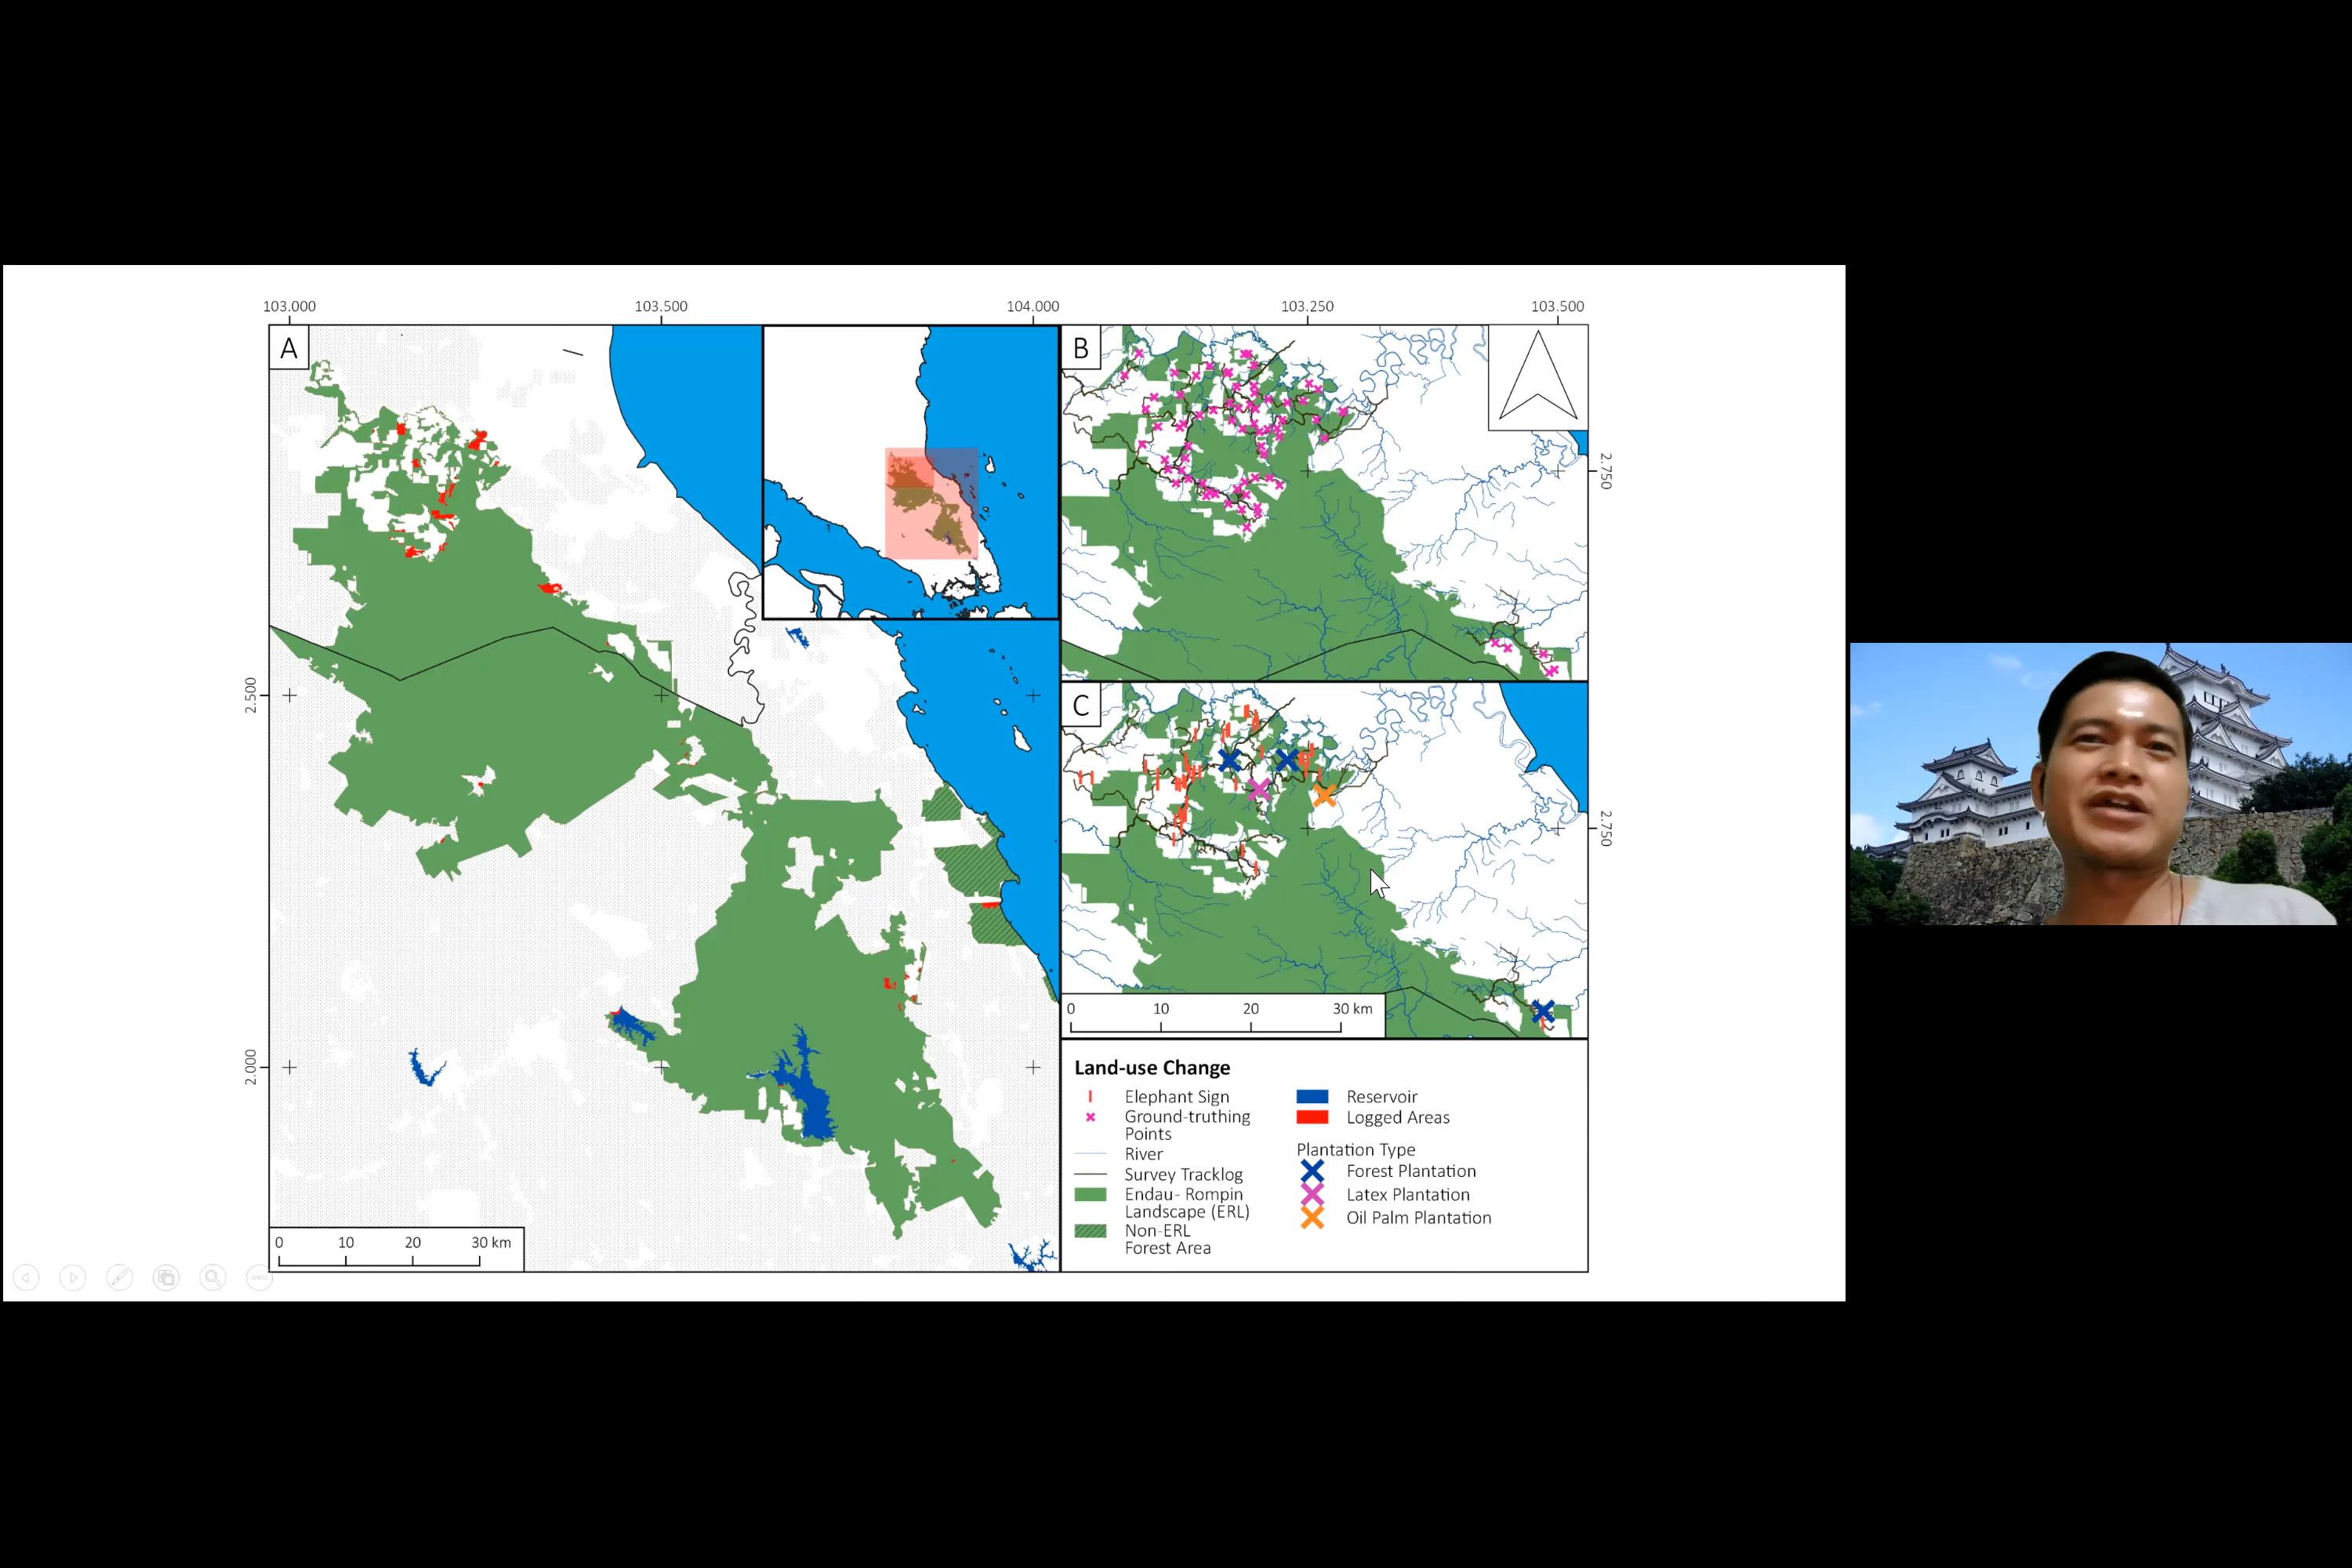 103.000
103.500
104.000
103.250
103.500
A
B
2.750
2.500
C
2.750
0 10 20 30 km
2.000
Land-use Change
Elephant Sign
Ground-truthing
Points
River
Survey Tracklog
Endau- Rompin
Landscape (ERL)
Non-ERL
Forest Area
Reservoir
Logged Areas
Plantation Type
Forest Plantation
Latex Plantation
Oil Palm Plantation
0 10 20 30 km